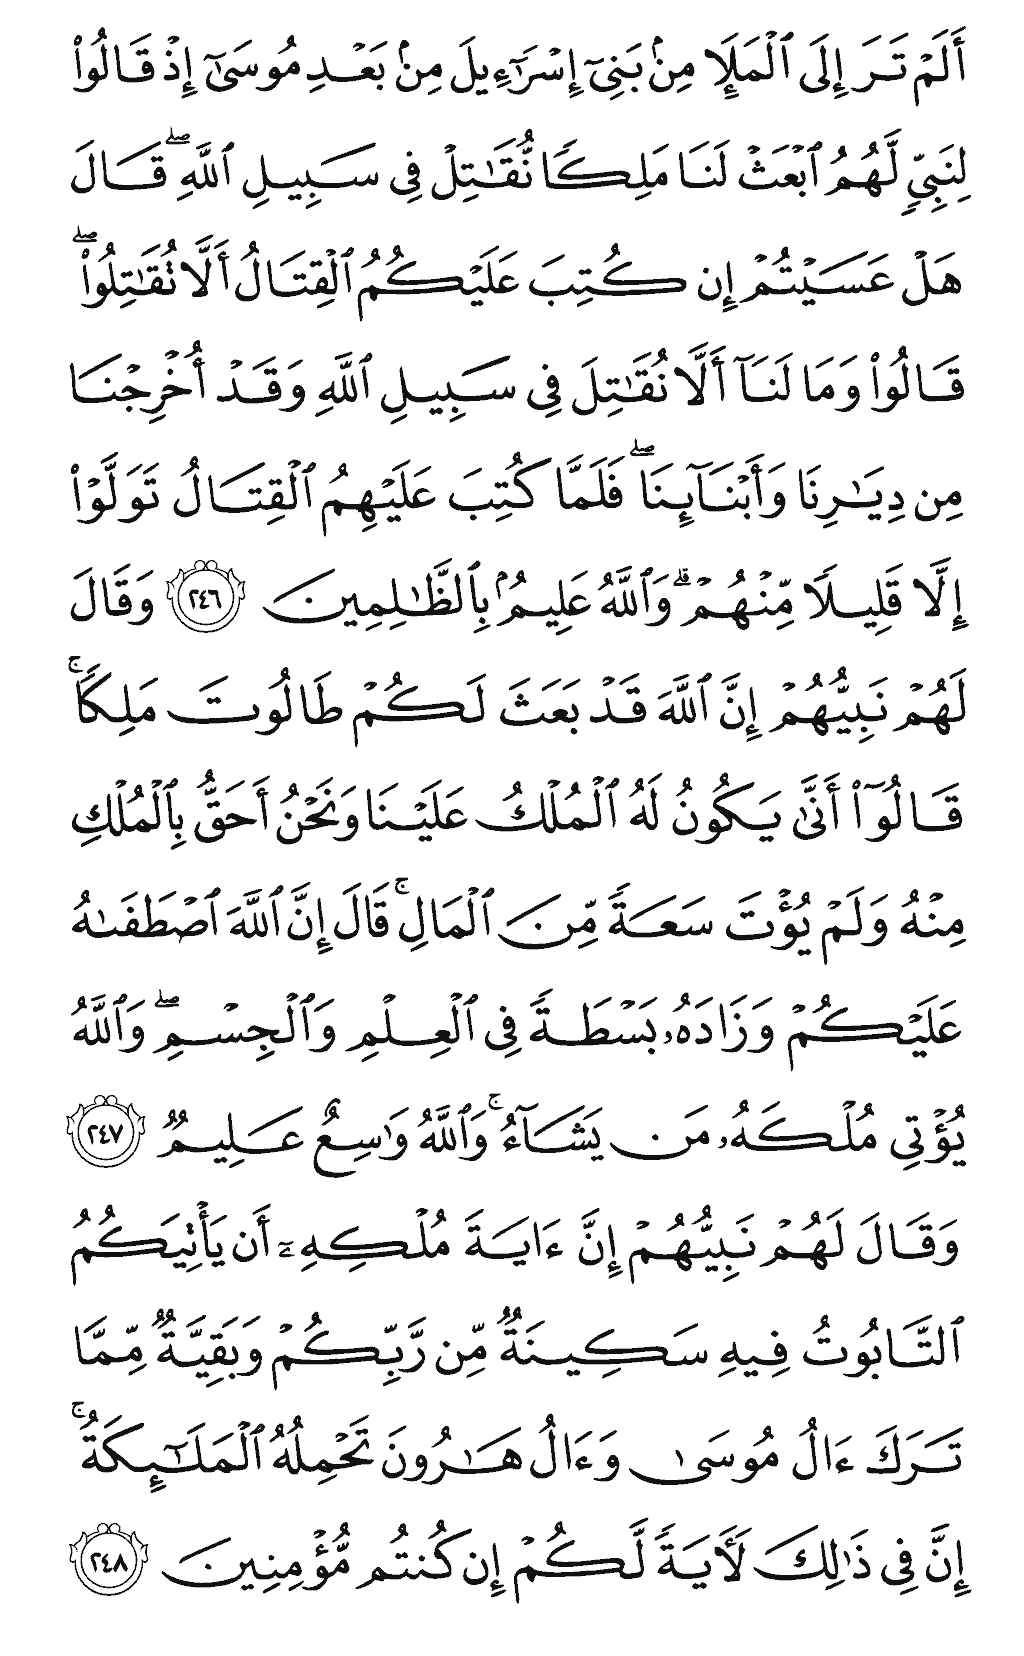 أَلَمْ تَرَ إِلَى ٱلْمَلَإِ مِنۢ بَنِىٓ إِسْرَٰٓءِيلَ مِنۢ بَعْدِ مُوسَىٰٓ إِذْ قَالُوا۟
لِنَبِىٍّ لَّهُمُ ٱبْعَثْ لَنَا مَلِكًا نُّقَٰتِلْ فِى سَبِيلِ ٱللَّهِ ۖ قَالَ
هَلْ عَسَيْتُمْ إِن كُتِبَ عَلَيْكُمُ ٱلْقِتَالُ أَلَّا تُقَٰتِلُوا۟ ۖ
قَالُوا۟ وَمَا لَنَآ أَلَّا نُقَٰتِلَ فِى سَبِيلِ ٱللَّهِ وَقَدْ أُخْرِجْنَا
مِن دِيَٰرِنَا وَأَبْنَآئِنَا ۖ فَلَمَّا كُتِبَ عَلَيْهِمُ ٱلْقِتَالُ تَوَلَّوْا۟
إِلَّا قَلِيلًا مِّنْهُمْ ۗ وَٱللَّهُ عَلِيمٌۢ بِٱلظَّٰلِمِينَ ٢٤٦ وَقَالَ
لَهُمْ نَبِيُّهُمْ إِنَّ ٱللَّهَ قَدْ بَعَثَ لَكُمْ طَالُوتَ مَلِكًا ۚ
قَالُوٓا۟ أَنَّىٰ يَكُونُ لَهُ ٱلْمُلْكُ عَلَيْنَا وَنَحْنُ أَحَقُّ بِٱلْمُلْكِ
مِنْهُ وَلَمْ يُؤْتَ سَعَةً مِّنَ ٱلْمَالِ ۚ قَالَ إِنَّ ٱللَّهَ ٱصْطَفَىٰهُ
عَلَيْكُمْ وَزَادَهُۥ بَسْطَةً فِى ٱلْعِلْمِ وَٱلْجِسْمِ ۖ وَٱللَّهُ
يُؤْتِى مُلْكَهُۥ مَن يَشَآءُ ۚ وَٱللَّهُ وَٰسِعٌ عَلِيمٌ ٢٤٧
وَقَالَ لَهُمْ نَبِيُّهُمْ إِنَّ ءَايَةَ مُلْكِهِۦٓ أَن يَأْتِيَكُمُ
ٱلتَّابُوتُ فِيهِ سَكِينَةٌ مِّن رَّبِّكُمْ وَبَقِيَّةٌ مِّمَّا
تَرَكَ ءَالُ مُوسَىٰ وَءَالُ هَٰرُونَ تَحْمِلُهُ ٱلْمَلَٰٓئِكَةُ ۚ
إِنَّ فِى ذَٰلِكَ لَءَايَةً لَّكُمْ إِن كُنتُم مُّؤْمِنِينَ ٢٤٨